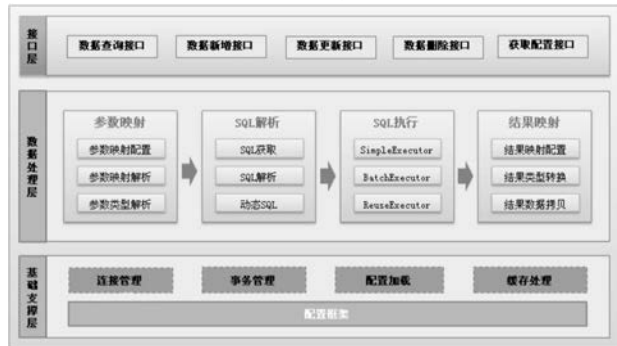 接口层
数据查询接口
数据新增接口
数据更新接口
数据删除接口
获取配置接口
数据处理层
参数映射
参数映射配置
参数映射解析
参数类型解析
SQL解析
SQL获取
SQL解析
动态SQL
SQL执行
SimpleExecutor
BatchExecutor
ReuseExecutor
结果映射
结果映射配置
结果类型转换
结果数据拷贝
基础支撑层
连接管理
事务管理
配置加载
缓存处理
配置框架